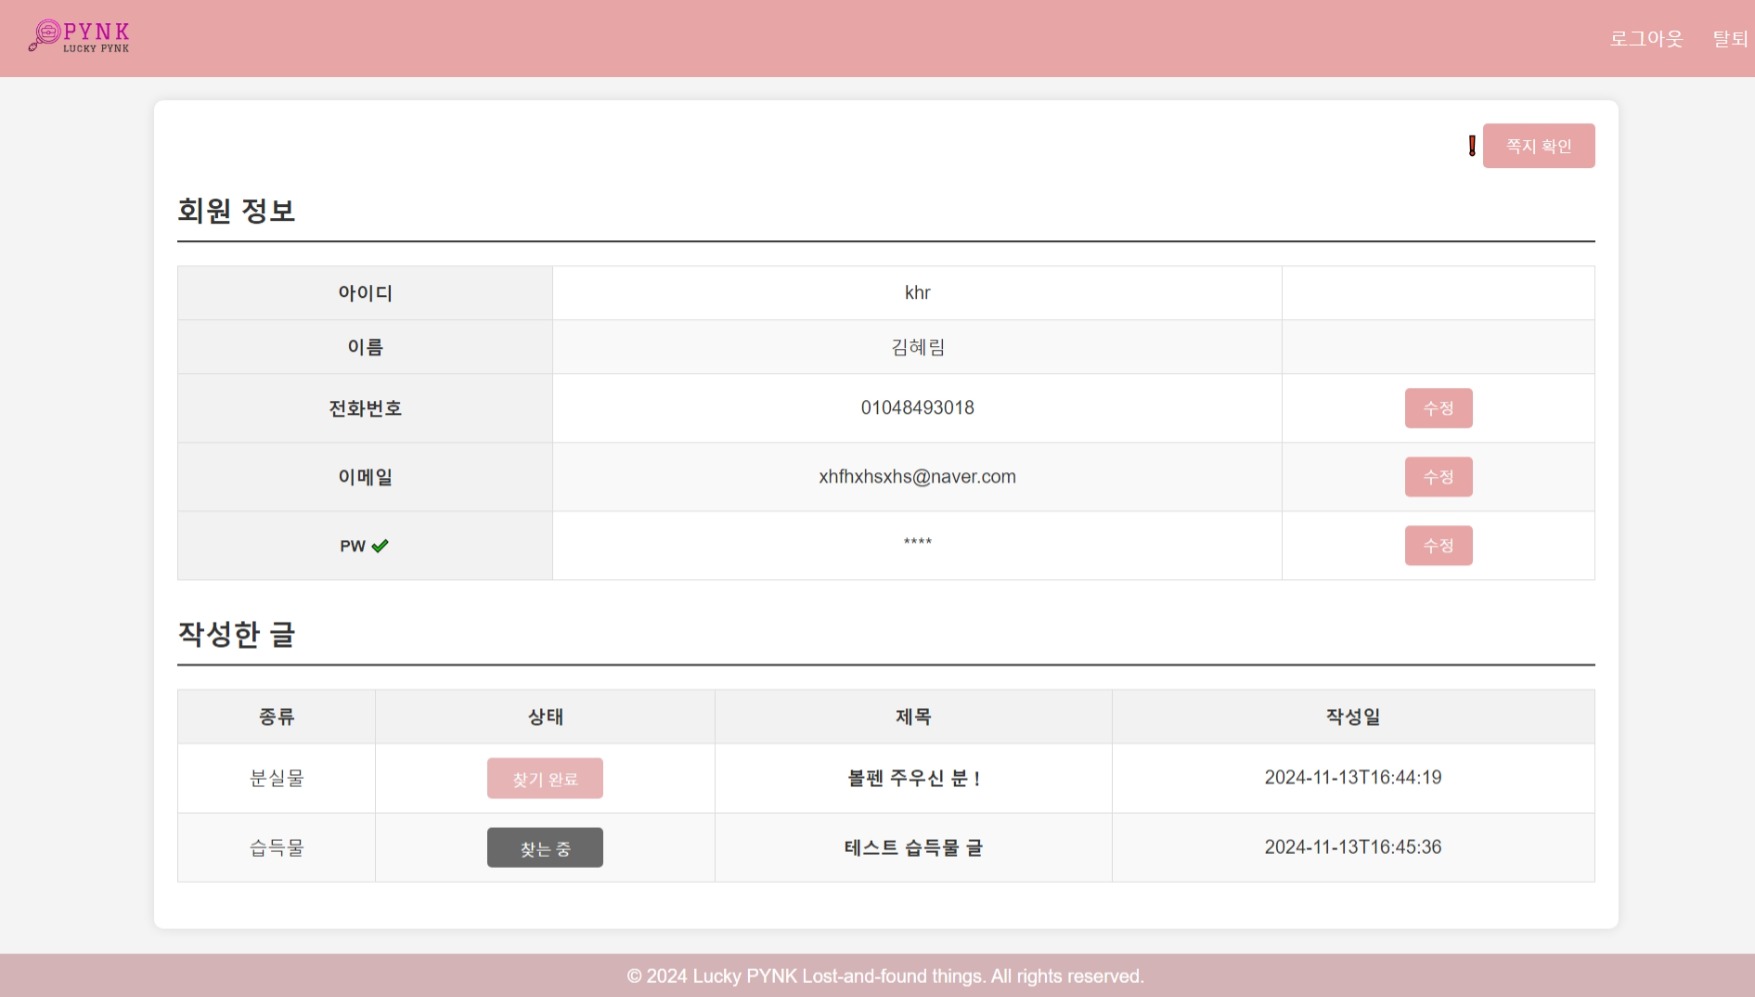 PYNK
LUCKY PYNK
로그아웃 탈퇴
쪽지 확인
회원 정보
아이디 khr
이름 김혜림
전화번호 01048493018 수정
이메일 xhfhxhsxhs@naver.com 수정
PW **** 수정
작성한 글
종류 상태 제목 작성일
분실물 찾기 완료 볼펜 주우신 분 ! 2024-11-13T16:44:19
습득물 찾는 중 테스트 습득물 글 2024-11-13T16:45:36
© 2024 Lucky PYNK Lost-and-found things. All rights reserved.